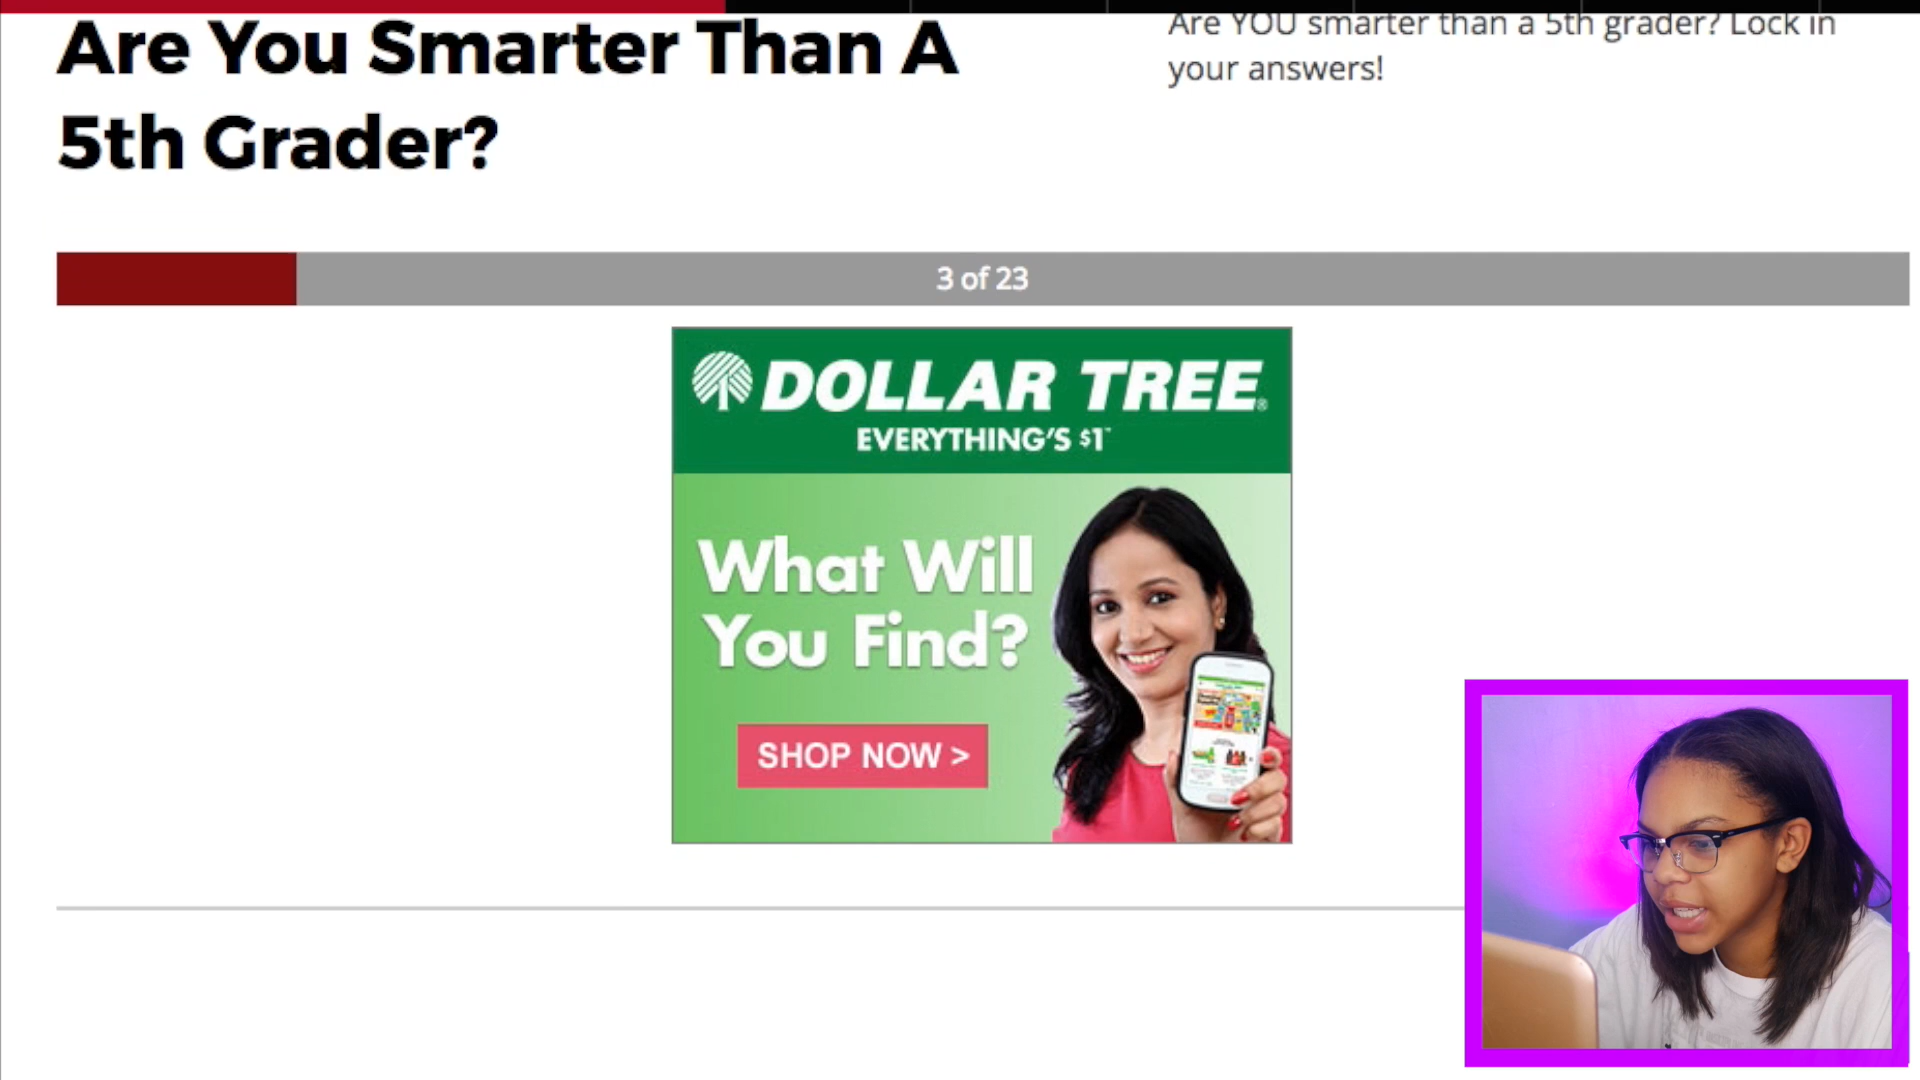 Are You Smarter Than A
5th Grader?
Are YOU smarter than a 5th grader? Lock in
your answers!
3 of 23
DOLLAR TREE®
EVERYTHING'S $1™
What Will
You Find?
SHOP NOW >